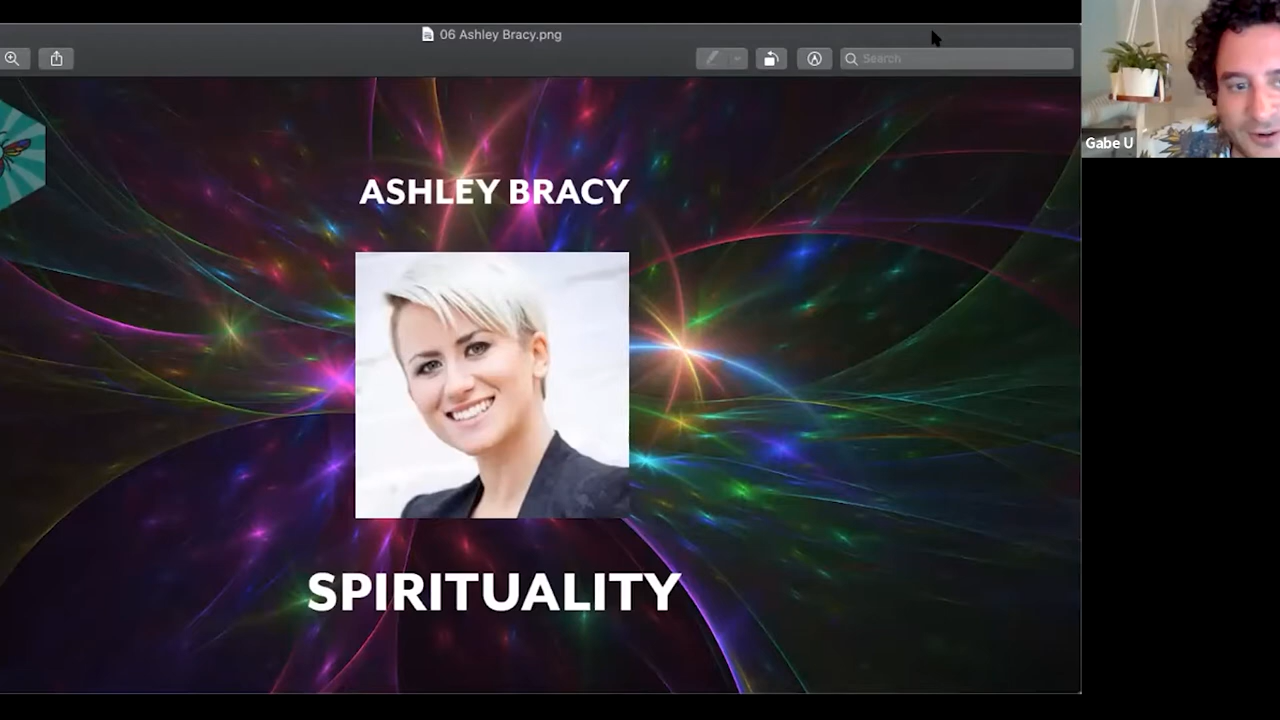 06 Ashley Bracy.png
Search
Gabe U
ASHLEY BRACY
SPIRITUALITY